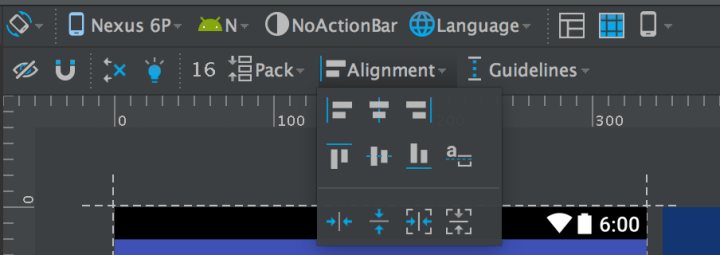 Nexus 6P N NoActionBar Language
16 Pack Alignment Guidelines
0 100 300
a
0
6:00